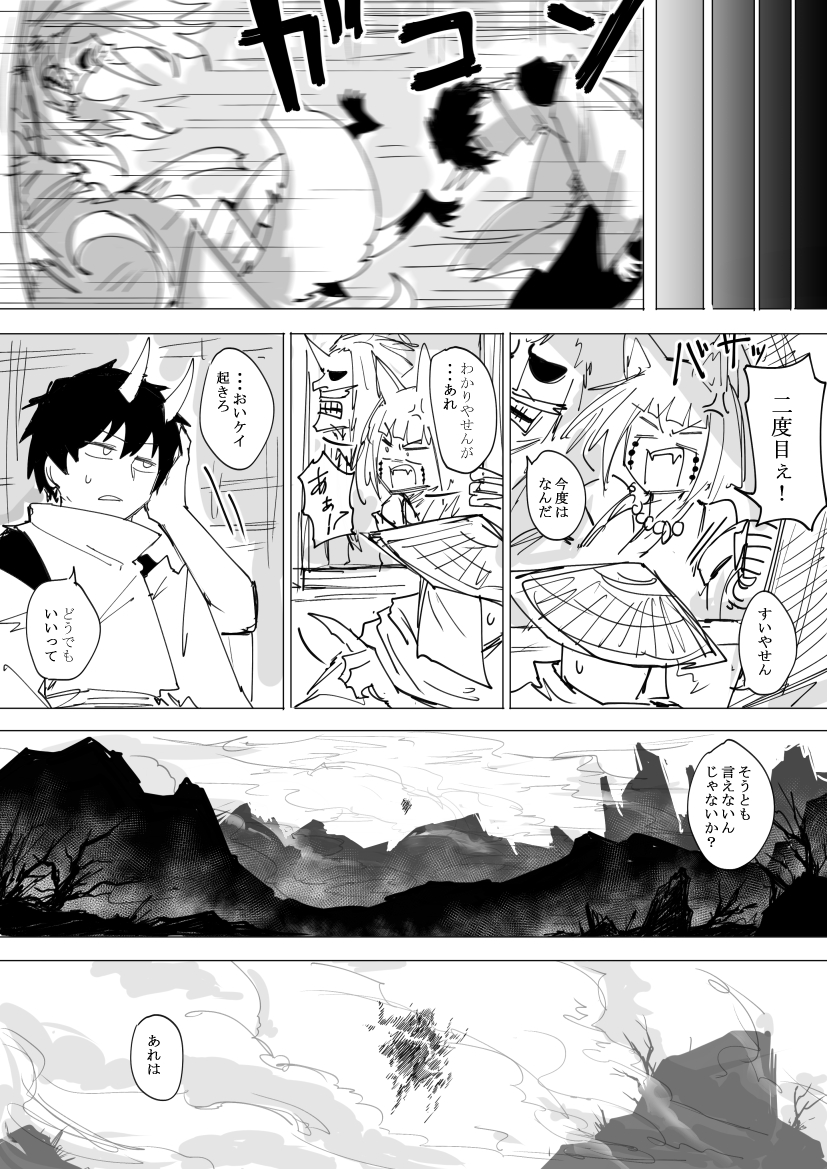 ガコン
二度目ぇ！
バサッ
すいやせん
今度は
なんだ
わかりやせんが
・・・あれ
あぁ！？
・・・おいケイ
起きろ
どうでも
いいって
そうとも
言えないん
じゃないか？
あれは